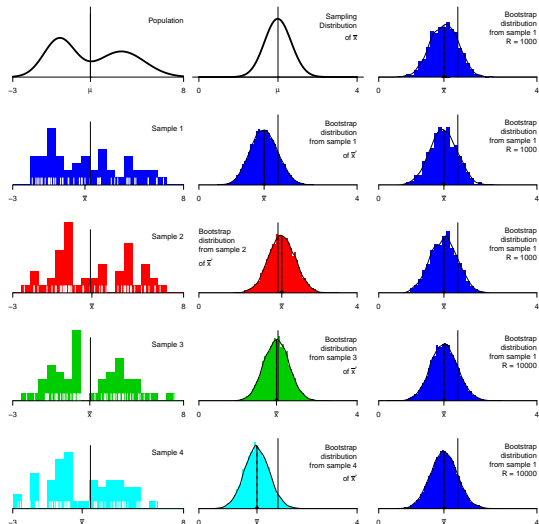 Population
-3 μ 8
Sampling
Distribution
of x̄
0 μ 4
Bootstrap
distribution
from sample 1
R = 1000
0 x̄ 4
Sample 1
-3 x̄ 8
Bootstrap
distribution
from sample 1
of x̄*
0 x̄ 4
Bootstrap
distribution
from sample 1
R = 1000
0 x̄ 4
Sample 2
-3 x̄ 8
Bootstrap
distribution
from sample 2
of x̄*
0 x̄ 4
Bootstrap
distribution
from sample 1
R = 1000
0 x̄ 4
Sample 3
-3 x̄ 8
Bootstrap
distribution
from sample 3
of x̄*
0 x̄ 4
Bootstrap
distribution
from sample 1
R = 10000
0 x̄ 4
Sample 4
-3 x̄ 8
Bootstrap
distribution
from sample 4
of x̄*
0 x̄ 4
Bootstrap
distribution
from sample 1
R = 10000
0 x̄ 4